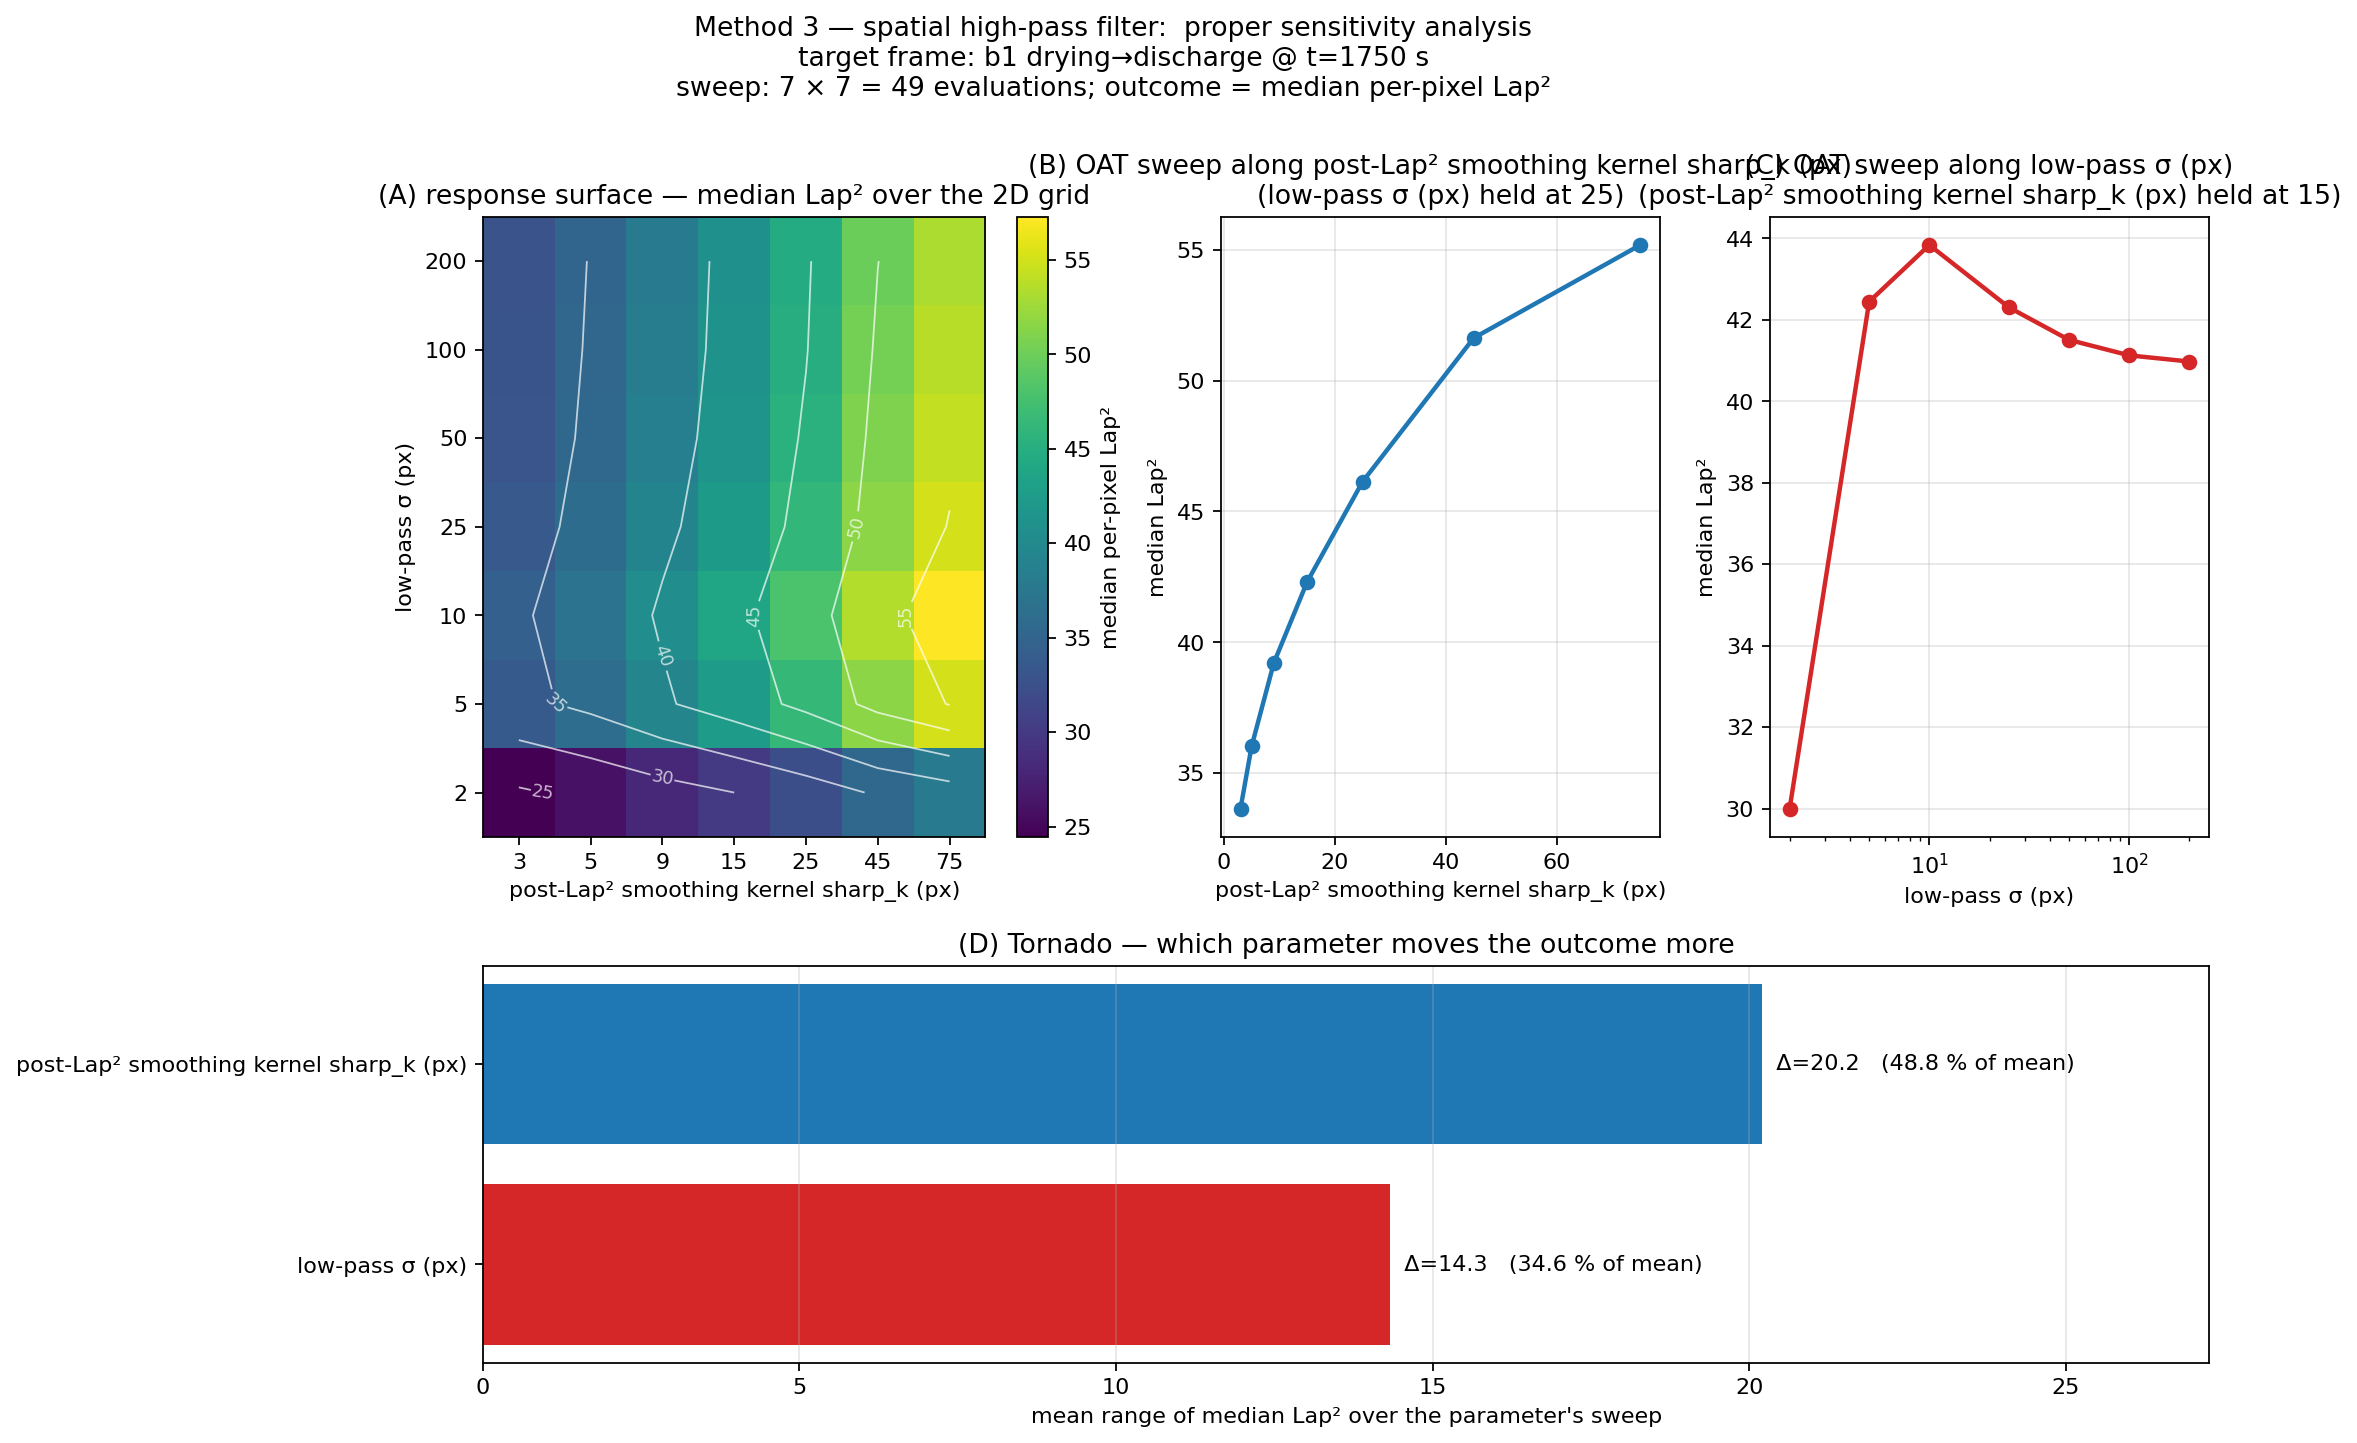 Method 3 — spatial high-pass filter:  proper sensitivity analysis
target frame: b1 drying→discharge @ t=1750 s
sweep: 7 × 7 = 49 evaluations; outcome = median per-pixel Lap²
(A) response surface — median Lap² over the 2D grid
200
100
50
25
10
5
2
low-pass σ (px)
35
25
40
30
45
50
55
3
5
9
15
25
45
75
post-Lap² smoothing kernel sharp_k (px)
55
50
45
40
35
30
25
median per-pixel Lap²
(B) OAT sweep along post-Lap² smoothing kernel sharp_k (px)
(low-pass σ (px) held at 25)
55
50
45
40
35
median Lap²
0
20
40
60
post-Lap² smoothing kernel sharp_k (px)
(C) OAT sweep along low-pass σ (px)
(post-Lap² smoothing kernel sharp_k (px) held at 15)
44
42
40
38
36
34
32
30
median Lap²
10¹
10²
low-pass σ (px)
(D) Tornado — which parameter moves the outcome more
post-Lap² smoothing kernel sharp_k (px)
Δ=20.2   (48.8 % of mean)
low-pass σ (px)
Δ=14.3   (34.6 % of mean)
0
5
10
15
20
25
mean range of median Lap² over the parameter's sweep